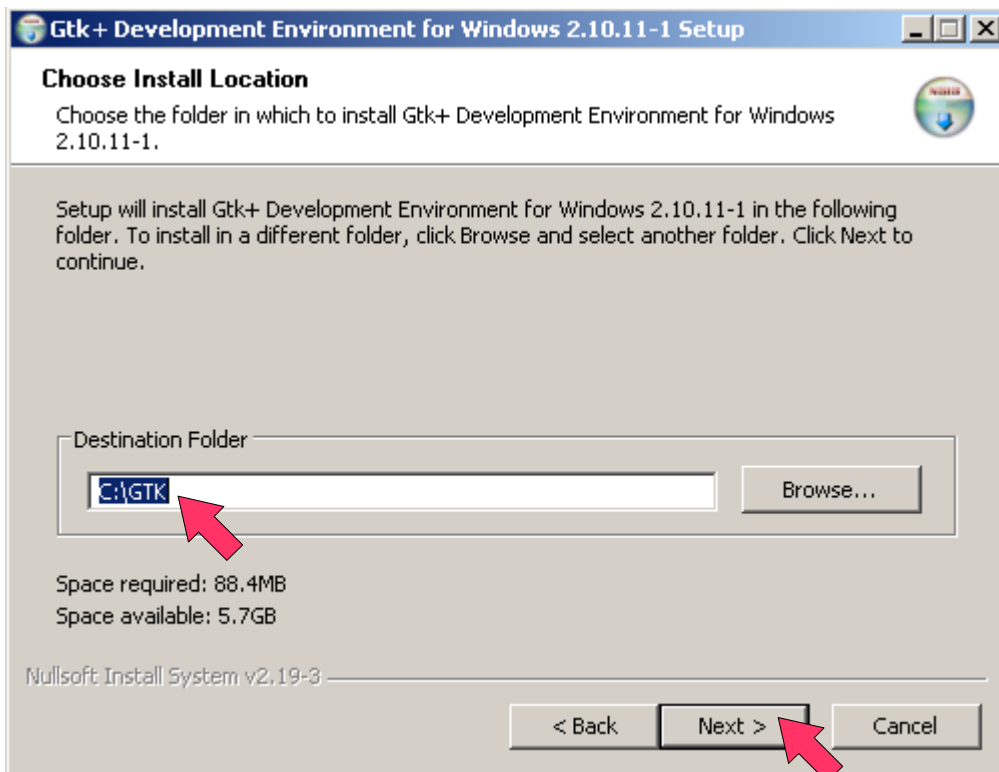 Gtk+ Development Environment for Windows 2.10.11-1 Setup
Choose Install Location
Choose the folder in which to install Gtk+ Development Environment for Windows
2.10.11-1.
Setup will install Gtk+ Development Environment for Windows 2.10.11-1 in the following
folder. To install in a different folder, click Browse and select another folder. Click Next to
continue.
Destination Folder
C:\GTK
Browse...
Space required: 88.4MB
Space available: 5.7GB
Nullsoft Install System v2.19-3
< Back
Next >
Cancel